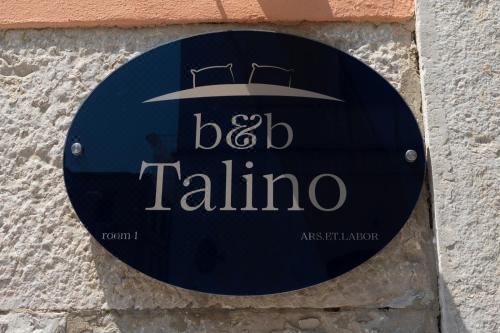 b&b
Talino
room 1
ARS.ET.LABOR